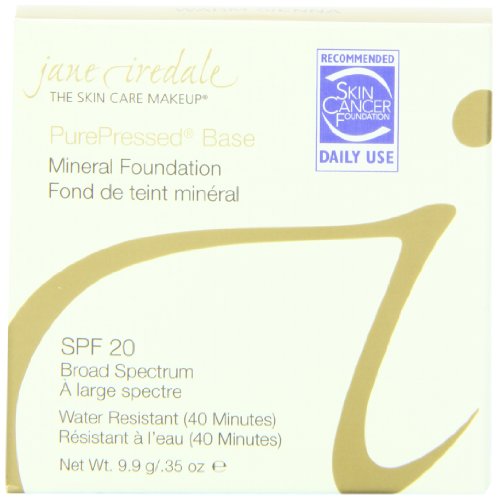 WARM SIENNA
jane iredale
THE SKIN CARE MAKEUP®
PurePressed® Base
Mineral Foundation
Fond de teint minéral
RECOMMENDED
SKIN
CANCER
FOUNDATION
DAILY USE
SPF 20
Broad Spectrum
À large spectre
Water Resistant (40 Minutes)
Résistant à l'eau (40 Minutes)
Net Wt. 9.9 g/.35 oz ℮